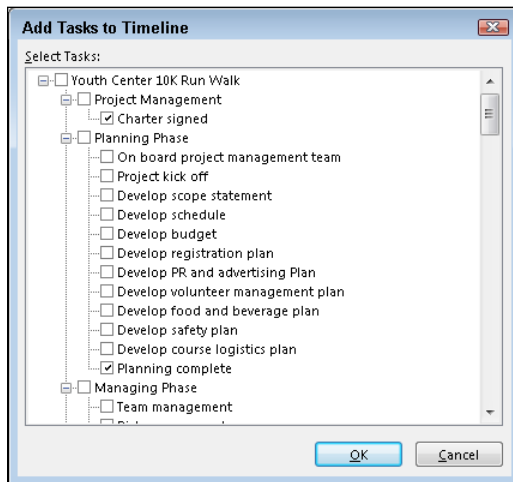 Add Tasks to Timeline
Select Tasks:
Youth Center 10K Run Walk
Project Management
Charter signed
Planning Phase
On board project management team
Project kick off
Develop scope statement
Develop schedule
Develop budget
Develop registration plan
Develop PR and advertising Plan
Develop volunteer management plan
Develop food and beverage plan
Develop safety plan
Develop course logistics plan
Planning complete
Managing Phase
Team management
OK
Cancel